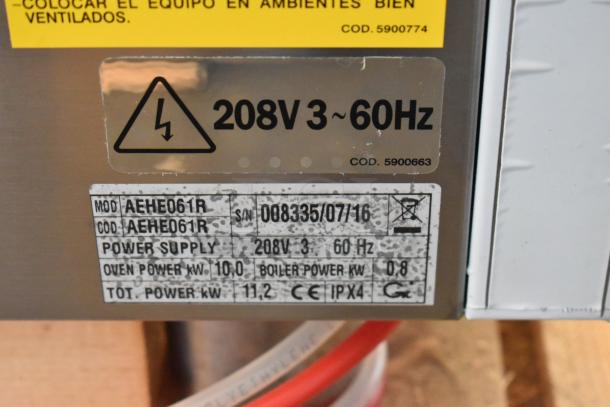 -COLOCAR EL EQUIPO EN AMBIENTES BIEN
VENTILADOS.
COD. 5900774
208V 3~60Hz
COD. 5900663
MOD AEHE061R S/N 008335/07/16
COD AEHE061R
POWER SUPPLY 208V 3 60 Hz
OVEN POWER kW 10,0 BOILER POWER kW 0,8
TOT. POWER kW 11,2 CE IPX4